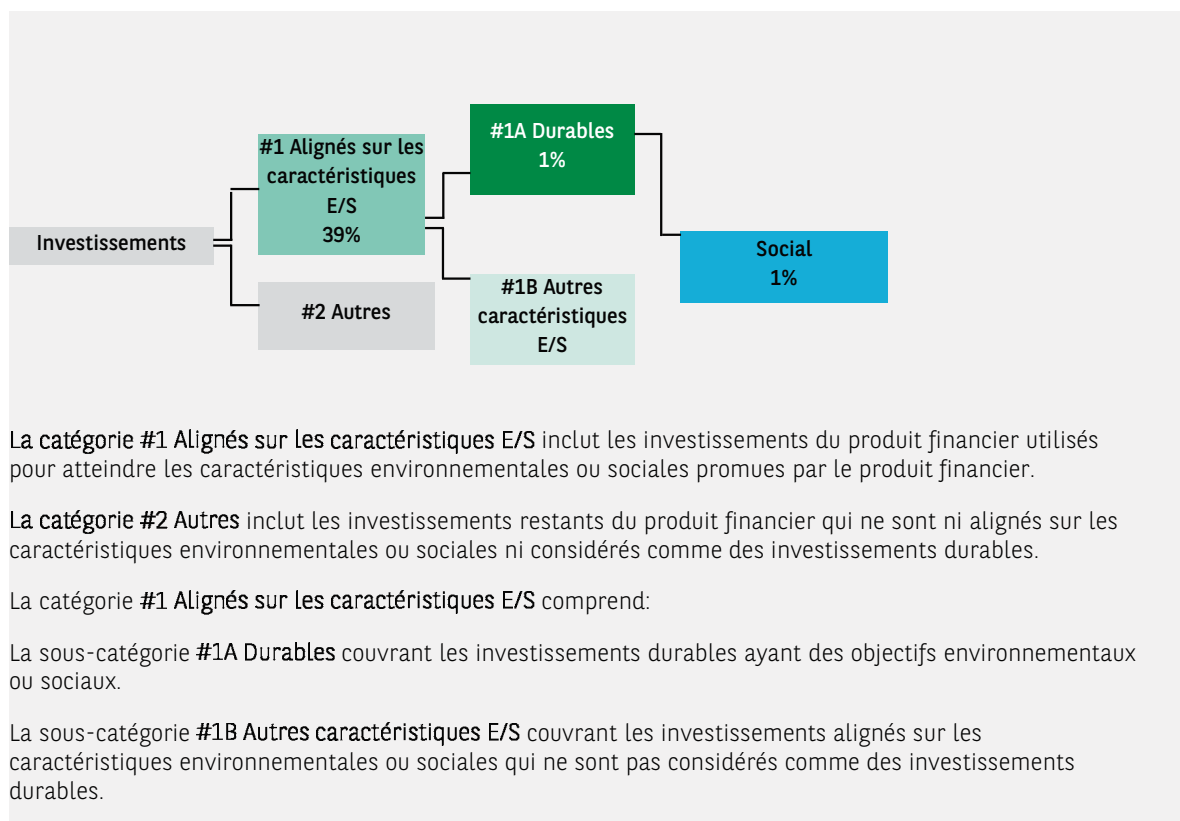 #1A Durables
1%
#1 Alignés sur les
caractéristiques
E/S
39%
Investissements
Social
1%
#2 Autres
#1B Autres
caractéristiques
E/S
La catégorie #1 Alignés sur les caractéristiques E/S inclut les investissements du produit financier utilisés
pour atteindre les caractéristiques environnementales ou sociales promues par le produit financier.
La catégorie #2 Autres inclut les investissements restants du produit financier qui ne sont ni alignés sur les
caractéristiques environnementales ou sociales ni considérés comme des investissements durables.
La catégorie #1 Alignés sur les caractéristiques E/S comprend:
La sous-catégorie #1A Durables couvrant les investissements durables ayant des objectifs environnementaux
ou sociaux.
La sous-catégorie #1B Autres caractéristiques E/S couvrant les investissements alignés sur les
caractéristiques environnementales ou sociales qui ne sont pas considérés comme des investissements
durables.